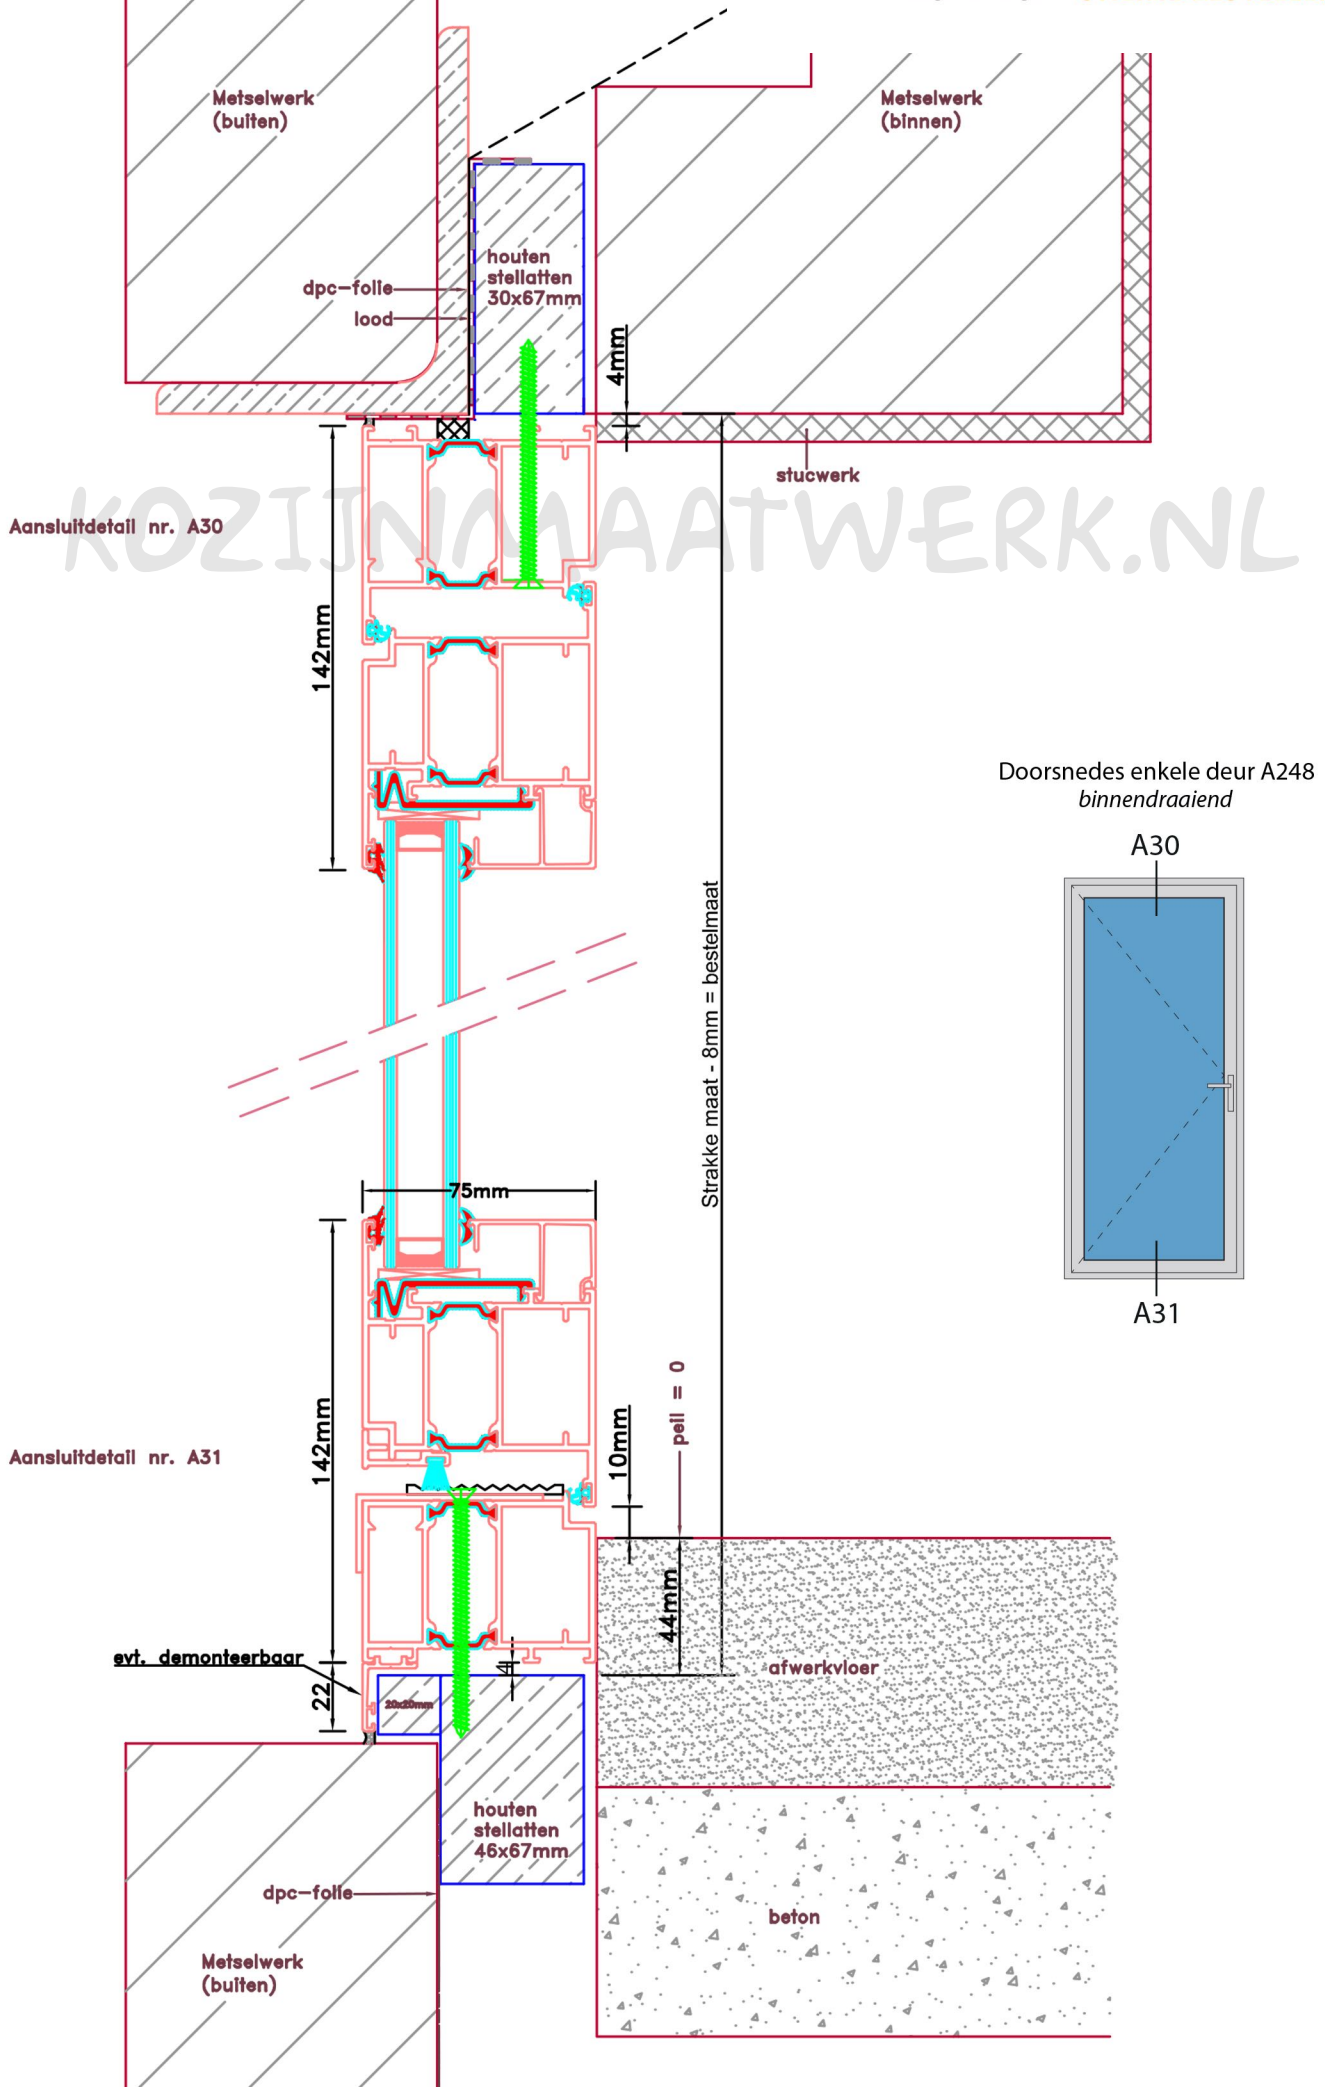 Metselwerk
(buiten)
Metselwerk
(binnen)
houten
stellatten
30x67mm
dpc-folie
lood
4mm
stucwerk
KOZIJNMAATWERK.NL
Aansluitdetail nr. A30
142mm
Doorsnedes enkele deur A248
binnendraaiend
A30
A31
Strakke maat - 8mm = bestelmaat
75mm
142mm
Aansluitdetail nr. A31
10mm
peil = 0
44mm
evt. demonteerbaar
22
4
20x20mm
afwerkvloer
houten
stellatten
46x67mm
dpc-folie
beton
Metselwerk
(buiten)